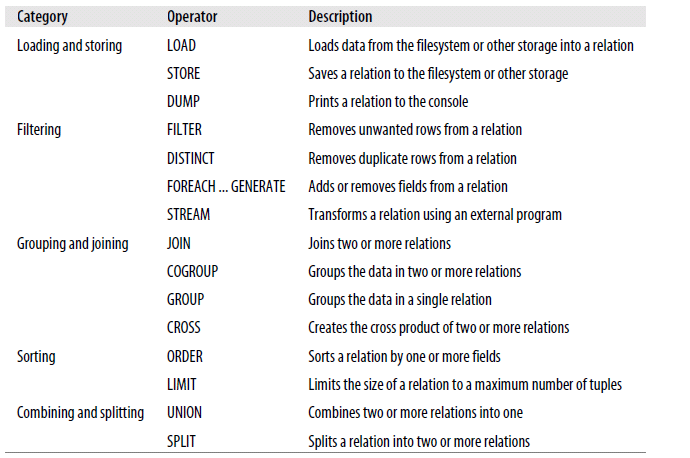 Category Operator Description
Loading and storing LOAD Loads data from the filesystem or other storage into a relation
STORE Saves a relation to the filesystem or other storage
DUMP Prints a relation to the console
Filtering FILTER Removes unwanted rows from a relation
DISTINCT Removes duplicate rows from a relation
FOREACH ... GENERATE Adds or removes fields from a relation
STREAM Transforms a relation using an external program
Grouping and joining JOIN Joins two or more relations
COGROUP Groups the data in two or more relations
GROUP Groups the data in a single relation
CROSS Creates the cross product of two or more relations
Sorting ORDER Sorts a relation by one or more fields
LIMIT Limits the size of a relation to a maximum number of tuples
Combining and splitting UNION Combines two or more relations into one
SPLIT Splits a relation into two or more relations